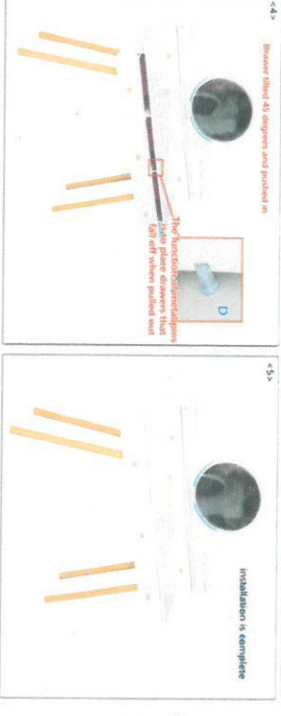 <4>
Drawer tilted 45 degrees and pushed in
D
The function of metal pins
is to place drawers that
fall off when pulled out
<5>
installation is complete